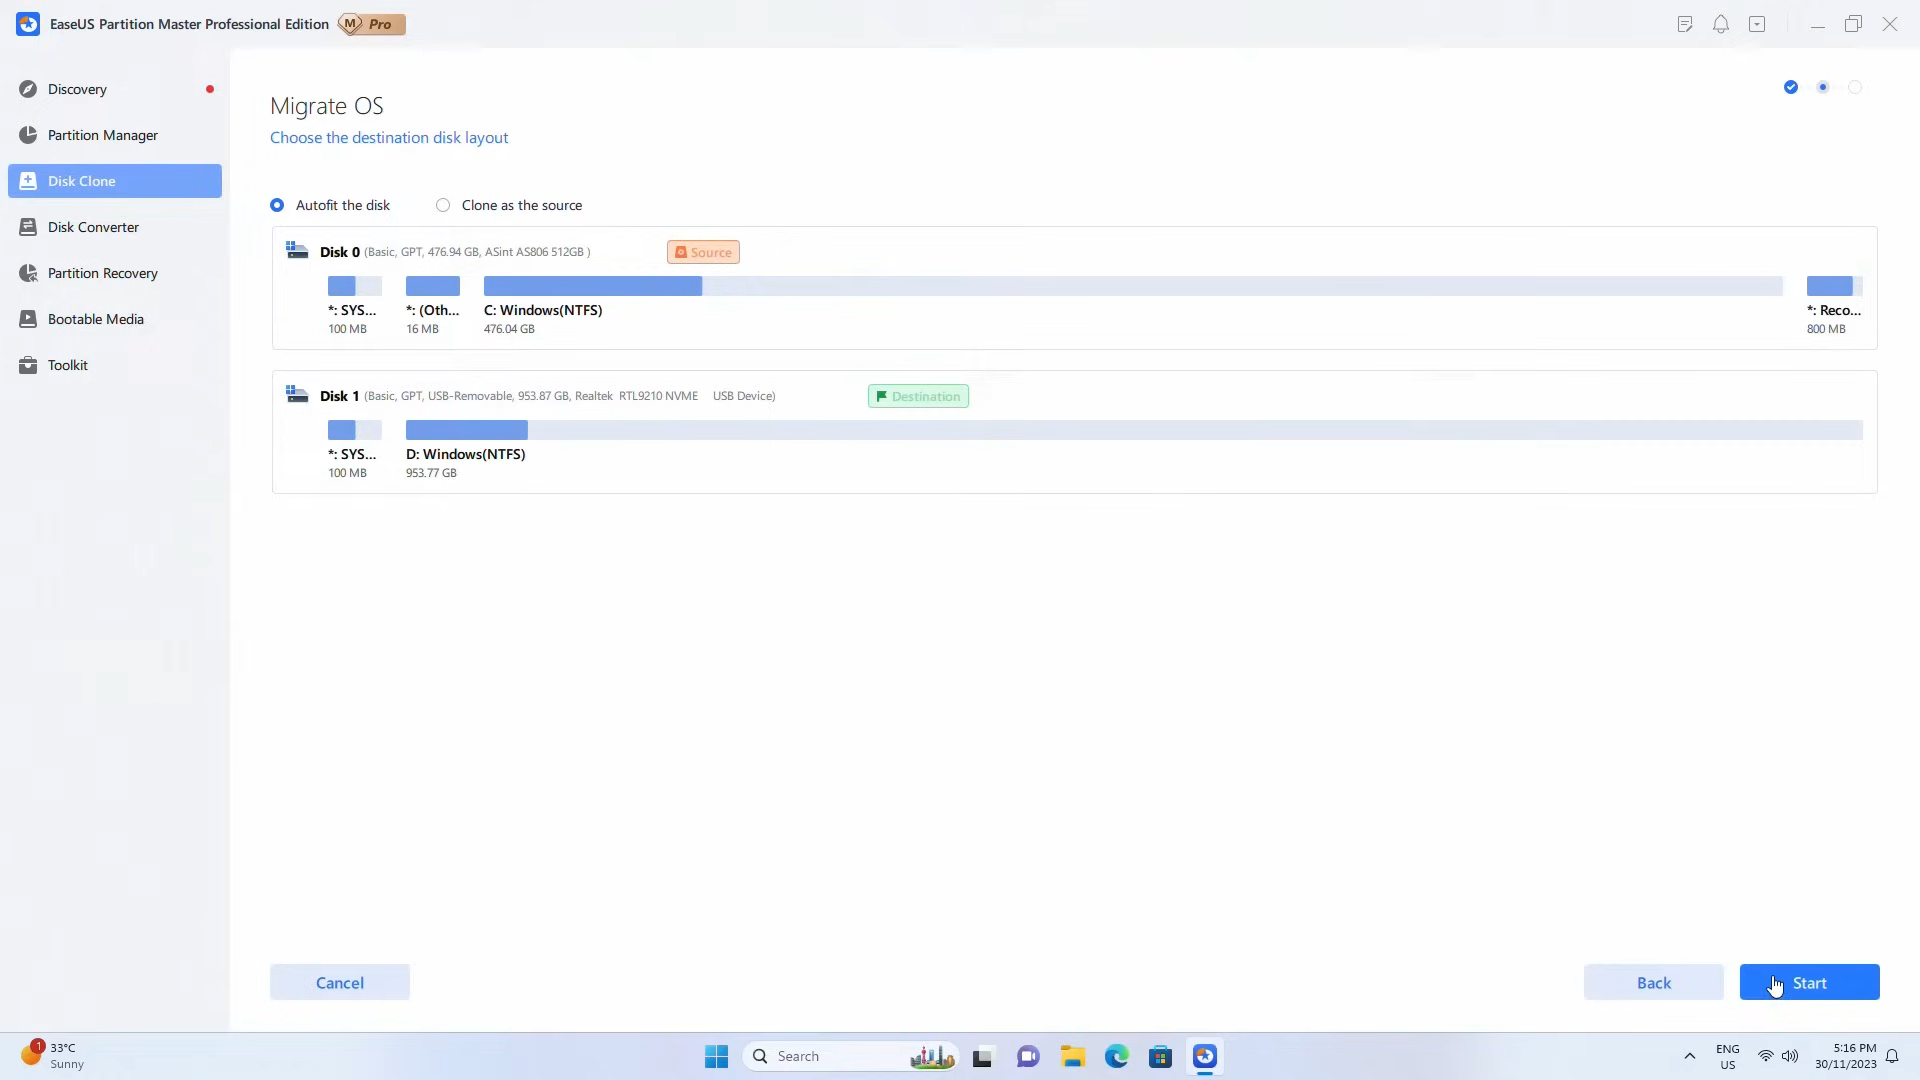 EaseUS Partition Master Professional Edition M Pro
Discovery
Partition Manager
Disk Clone
Disk Converter
Partition Recovery
Bootable Media
Toolkit
Migrate OS
Choose the destination disk layout
Autofit the disk Clone as the source
Disk 0 (Basic, GPT, 476.94 GB, ASint AS806 512GB ) Source
*: SYS... *: (Oth... C: Windows(NTFS) *: Reco...
100 MB 16 MB 476.04 GB 800 MB
Disk 1 (Basic, GPT, USB-Removable, 953.87 GB, Realtek RTL9210 NVME USB Device) Destination
*: SYS... D: Windows(NTFS)
100 MB 953.77 GB
Cancel Back Start
1 33°C
Sunny
Search
ENG
US
5:16 PM
30/11/2023